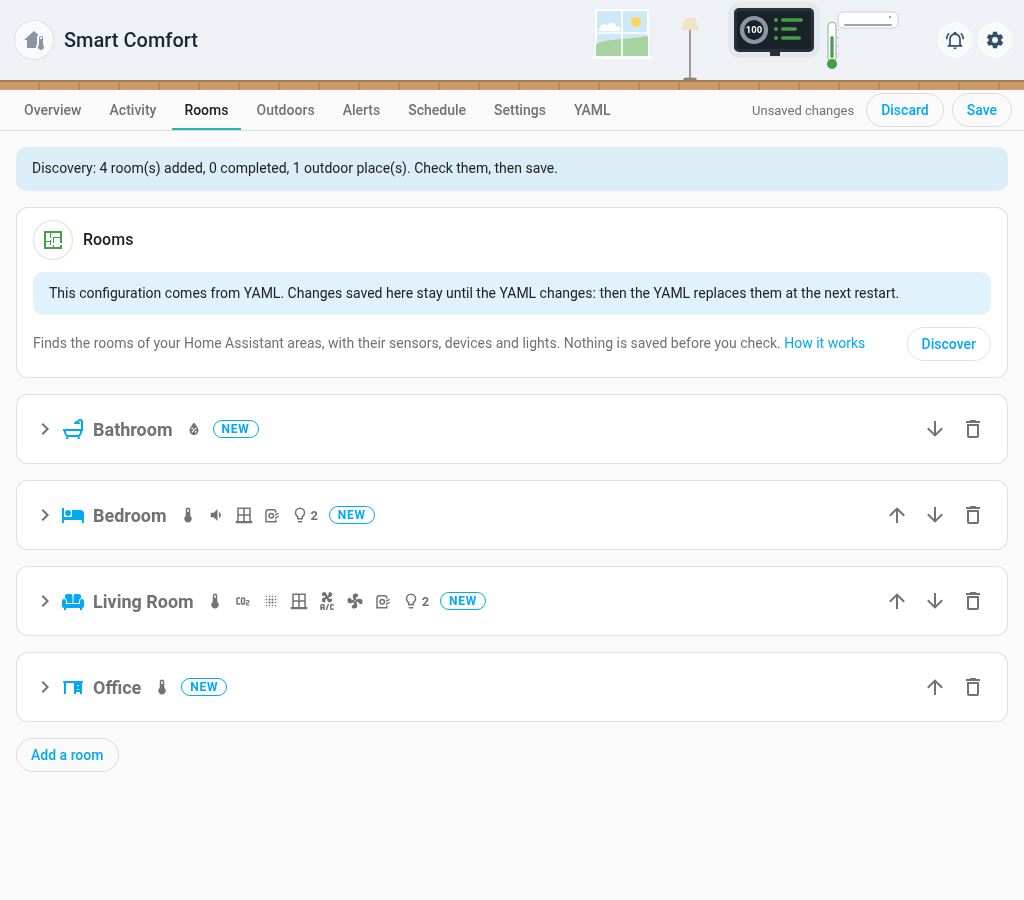 Smart Comfort
100
Overview Activity Rooms Outdoors Alerts Schedule Settings YAML Unsaved changes Discard Save
Discovery: 4 room(s) added, 0 completed, 1 outdoor place(s). Check them, then save.
Rooms
This configuration comes from YAML. Changes saved here stay until the YAML changes: then the YAML replaces them at the next restart.
Finds the rooms of your Home Assistant areas, with their sensors, devices and lights. Nothing is saved before you check. How it works Discover
Bathroom NEW
Bedroom 2 NEW
Living Room CO2 A/C 2 NEW
Office NEW
Add a room